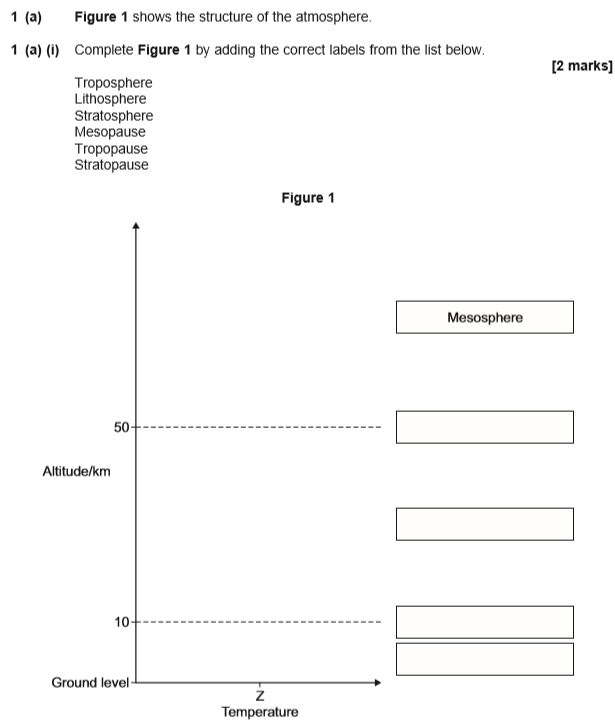 1 (a) Figure 1 shows the structure of the atmosphere.
1 (a) (i) Complete Figure 1 by adding the correct labels from the list below.
[2 marks]
Troposphere
Lithosphere
Stratosphere
Mesopause
Tropopause
Stratopause
Figure 1
Mesosphere
50
Altitude/km
10
Ground level
Z
Temperature